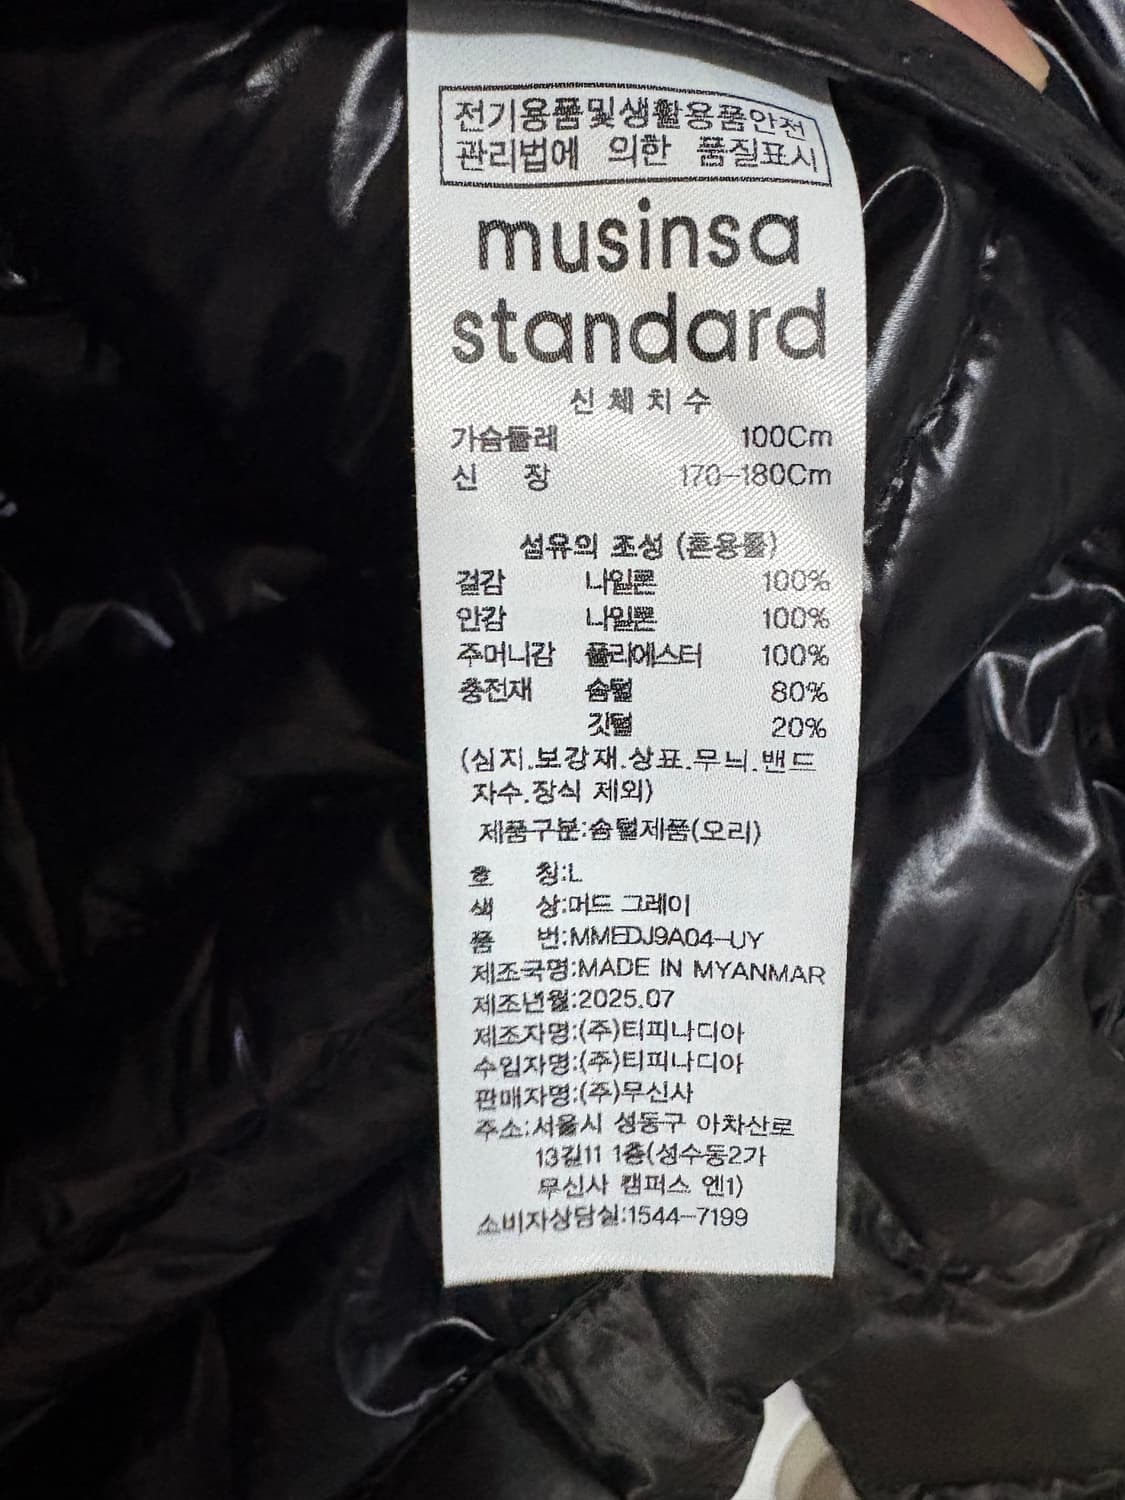 전기용품및생활용품안전
관리법에 의한 품질표시
musinsa
standard
신체치수
가슴둘레 100Cm
신 장 170-180Cm
섬유의 조성 (혼용률)
겉감 나일론 100%
안감 나일론 100%
주머니감 폴리에스터 100%
충전재 솜털 80%
깃털 20%
(심지.보강재.상표.무늬.밴드
자수.장식 제외)
제품구분:솜털제품(오리)
호 칭:L
색 상:머드 그레이
품 번:MMEDJ9A04-UY
제조국명:MADE IN MYANMAR
제조년월:2025.07
제조자명:(주)티피나디아
수입자명:(주)티피나디아
판매자명:(주)무신사
주소:서울시 성동구 아차산로
13길11 1층(성수동2가
무신사 캠퍼스 엔1)
소비자상담실:1544-7199